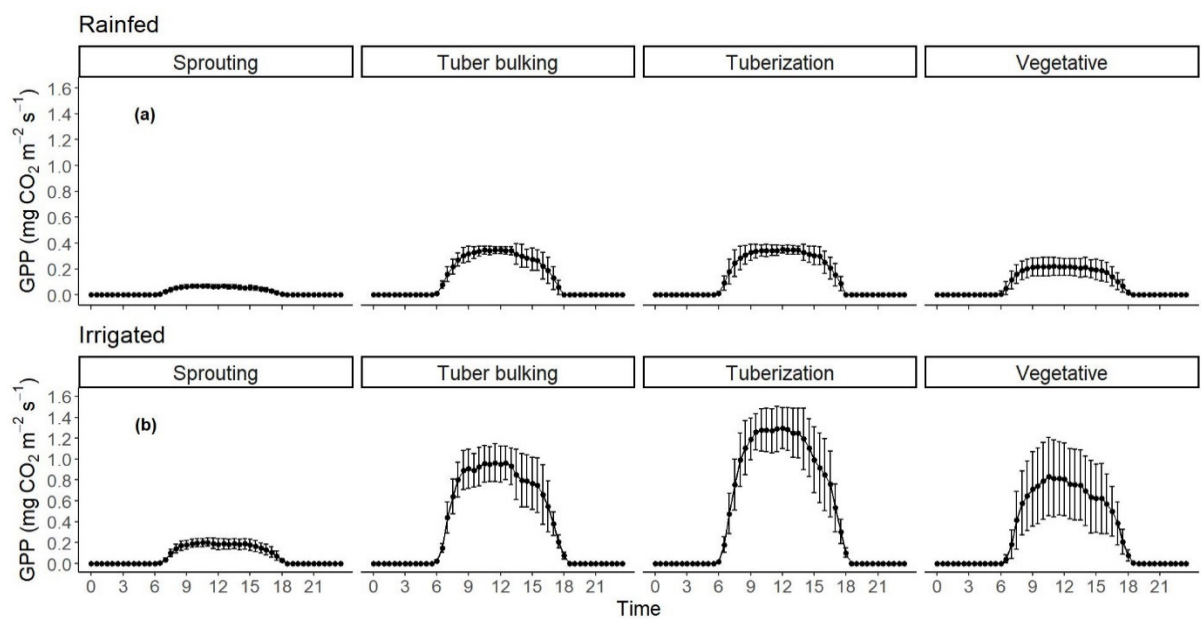 Rainfed
Sprouting Tuber bulking Tuberization Vegetative
(a)
GPP (mg CO₂ m⁻² s⁻¹)
1.6
1.4
1.2
1.0
0.8
0.6
0.4
0.2
0.0
Irrigated
Sprouting Tuber bulking Tuberization Vegetative
(b)
GPP (mg CO₂ m⁻² s⁻¹)
1.6
1.4
1.2
1.0
0.8
0.6
0.4
0.2
0.0
0 3 6 9 12 15 18 21 0 3 6 9 12 15 18 21 0 3 6 9 12 15 18 21 0 3 6 9 12 15 18 21
Time